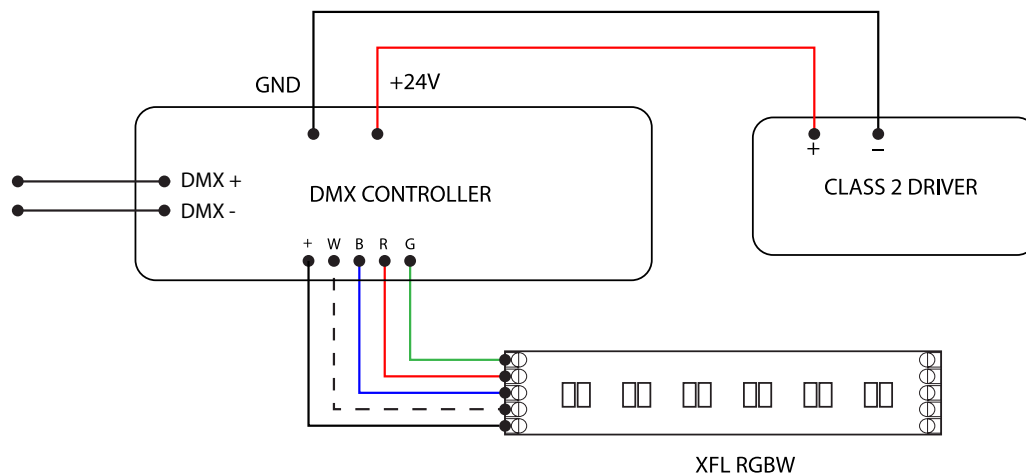 GND
+24V
+ −
DMX +
DMX -
DMX CONTROLLER
CLASS 2 DRIVER
+ W B R G
XFL RGBW